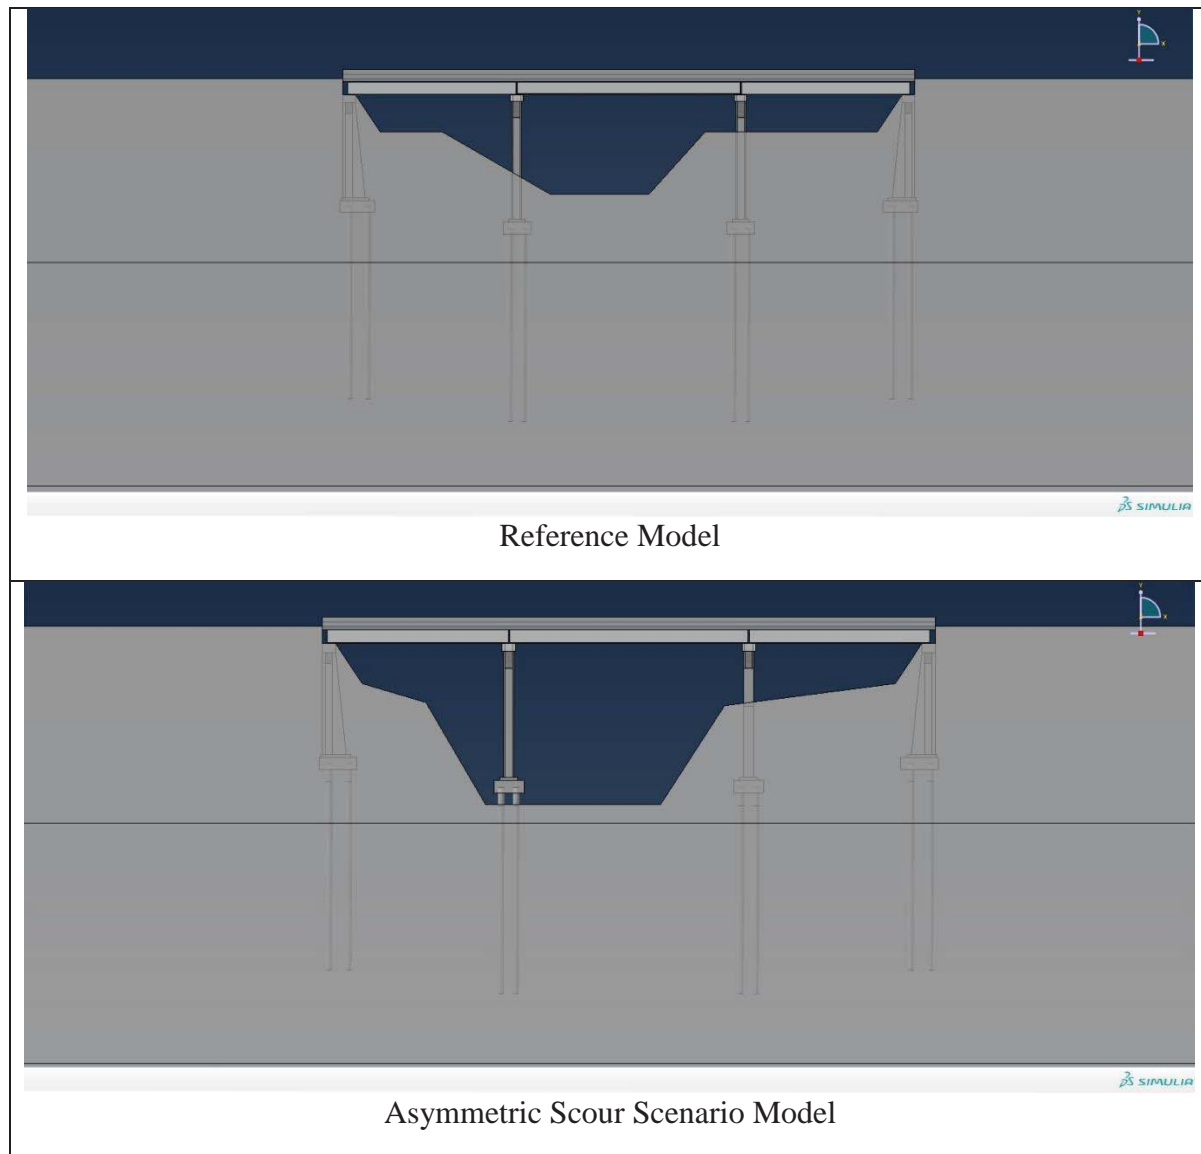 Y
X
SIMULIA
Reference Model
Y
X
SIMULIA
Asymmetric Scour Scenario Model